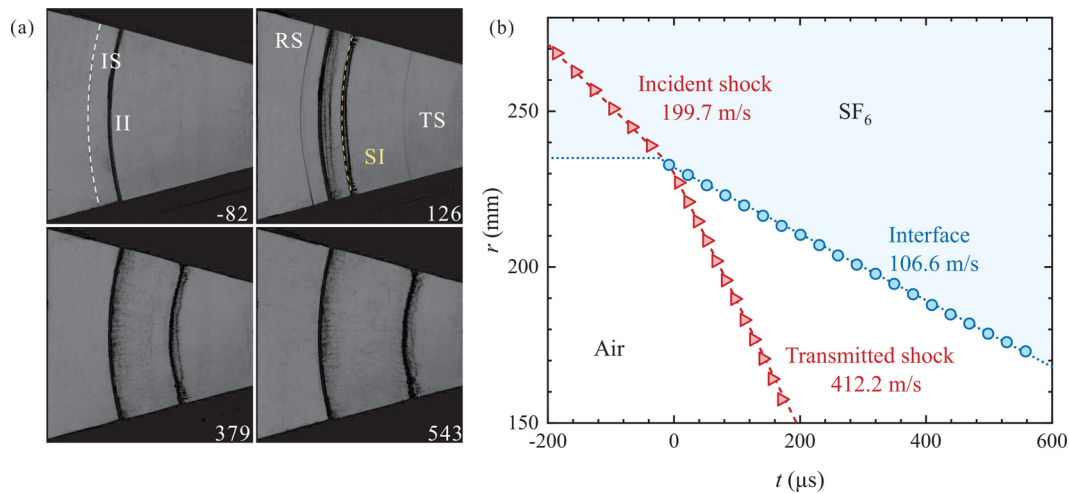 (a)
IS
II
-82
RS
SI
TS
126
379
543
(b)
r (mm)
250
200
150
-200
0
200
400
600
t (μs)
Incident shock
199.7 m/s
SF₆
Interface
106.6 m/s
Air
Transmitted shock
412.2 m/s